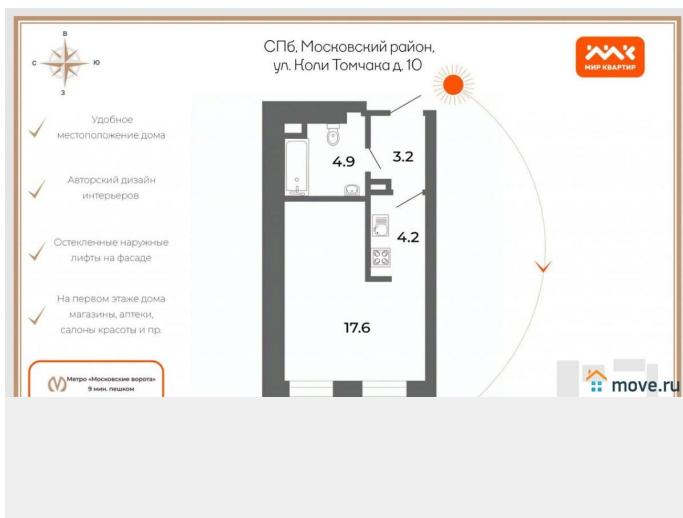 В
С
Ю
З
СПб, Московский район,
ул. Коли Томчака д. 10
МИР КВАРТИР
Удобное
местоположение дома
Авторский дизайн
интерьеров
Остекленные наружные
лифты на фасаде
На первом этаже дома
магазины, аптеки,
салоны красоты и пр.
Метро «Московские ворота»
9 мин. пешком
4.9
3.2
4.2
17.6
move.ru